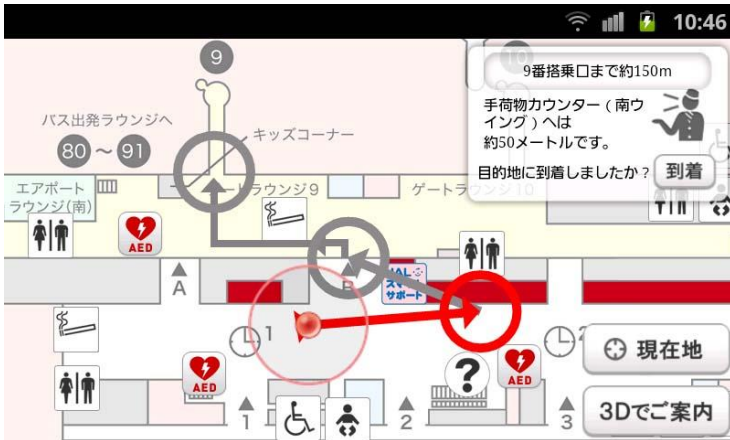 10:46
9
10
9番搭乗口まで約150m
手荷物カウンター(南ウ
イング)へは
約50メートルです。
目的地に到着しましたか?
到着
バス出発ラウンジへ
80～91
キッズコーナー
エアポート
ラウンジ(南)
ートラウンジ9
ゲートラウンジ10
AED
A
B
JAL
スマ
サポート
1
2
AED
?
AED
現在地
1
2
3
3Dでご案内